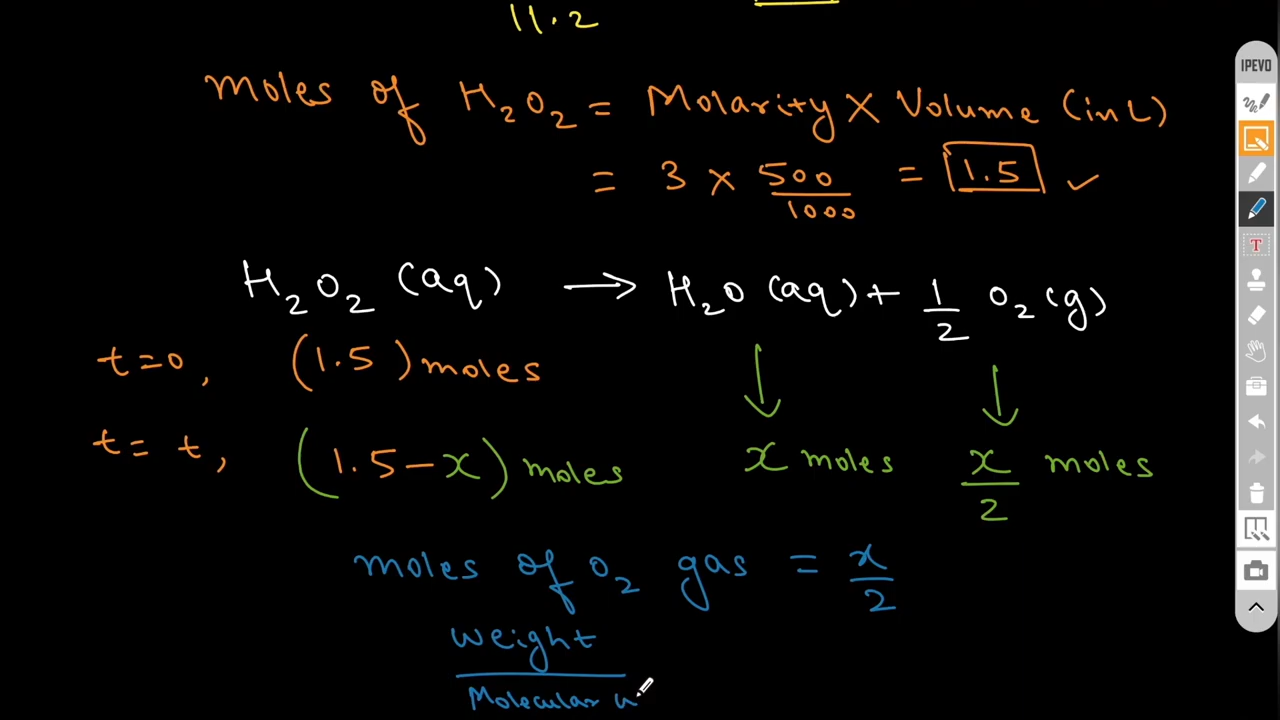 11.2
moles of H₂O₂ = Molarity × Volume (in L)
= 3 × 500/1000 = 1.5 ✓
H₂O₂ (aq) → H₂O (aq) + 1/2 O₂ (g)
t=0, (1.5) moles
t= t, (1.5 − x) moles x moles x/2 moles
moles of O₂ gas = x/2
Weight
Molecular
IPEVO
T